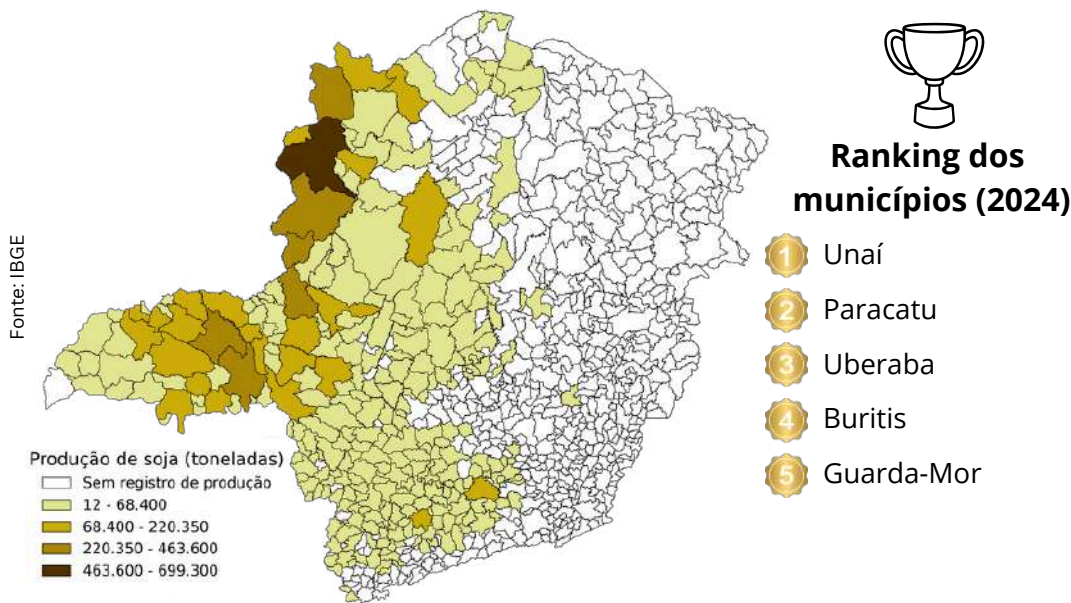 Fonte: IBGE
Produção de soja (toneladas)
Sem registro de produção
12 - 68.400
68.400 - 220.350
220.350 - 463.600
463.600 - 699.300
Ranking dos
municípios (2024)
1 Unaí
2 Paracatu
3 Uberaba
4 Buritis
5 Guarda-Mor